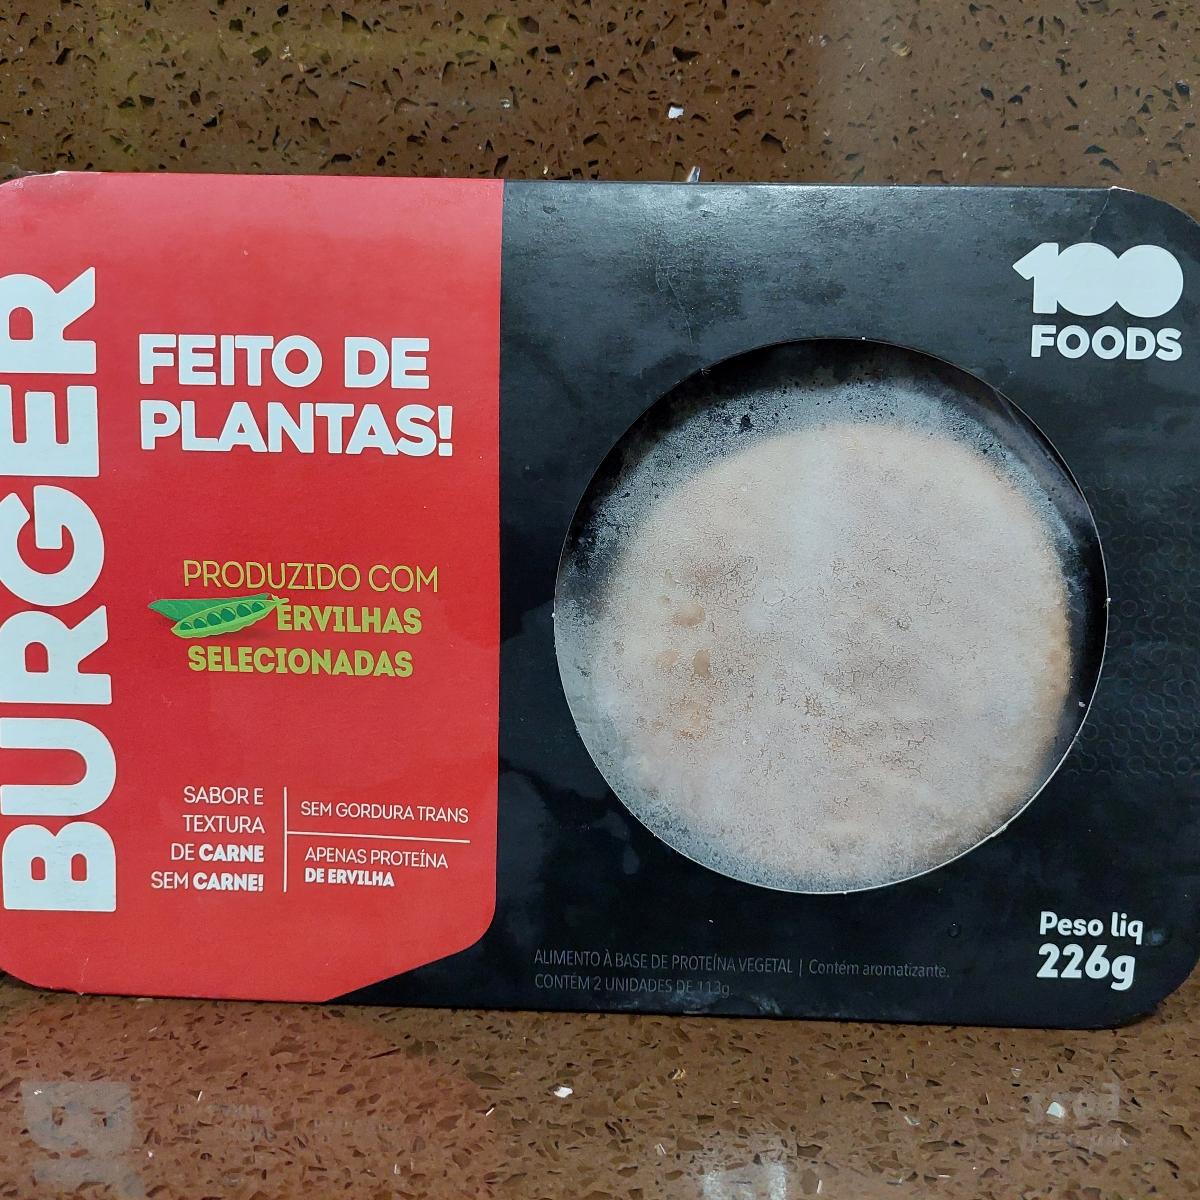 BURGER
FEITO DE
PLANTAS!
PRODUZIDO COM
ERVILHAS
SELECIONADAS
SABOR E
TEXTURA
DE CARNE
SEM CARNE!
SEM GORDURA TRANS
APENAS PROTEÍNA
DE ERVILHA
100
FOODS
ALIMENTO À BASE DE PROTEÍNA VEGETAL | Contém aromatizante.
CONTÉM 2 UNIDADES DE 113g
Peso liq
226g